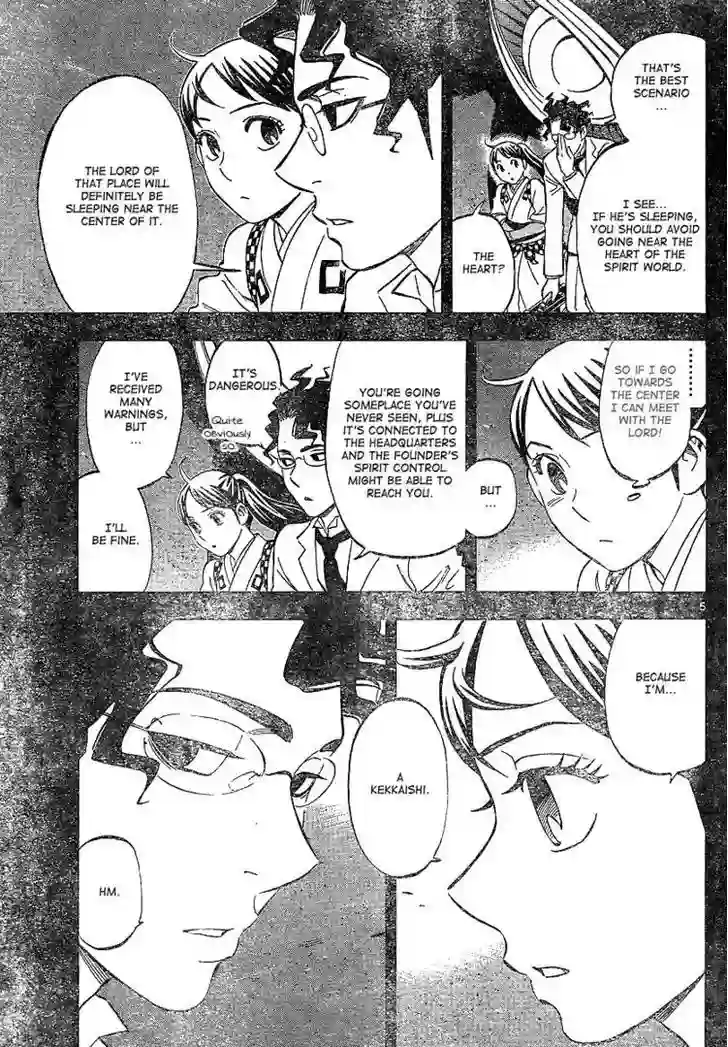 THAT'S
THE BEST
SCENARIO
...
I SEE...
IF HE'S SLEEPING,
YOU SHOULD AVOID
GOING NEAR THE
HEART OF THE
SPIRIT WORLD.
THE
HEART?
THE LORD OF
THAT PLACE WILL
DEFINITELY BE
SLEEPING NEAR THE
CENTER OF IT.
........
SO IF I GO
TOWARDS
THE CENTER
I CAN MEET
WITH THE
LORD!
BUT
...
YOU'RE GOING
SOMEPLACE YOU'VE
NEVER SEEN, PLUS
IT'S CONNECTED TO
THE HEADQUARTERS
AND THE FOUNDER'S
SPIRIT CONTROL
MIGHT BE ABLE TO
REACH YOU.
IT'S
DANGEROUS.
Quite
obviously
so
I'VE
RECEIVED
MANY
WARNINGS,
BUT
...
I'LL
BE FINE.
5
BECAUSE
I'M...
A
KEKKAISHI.
HM.